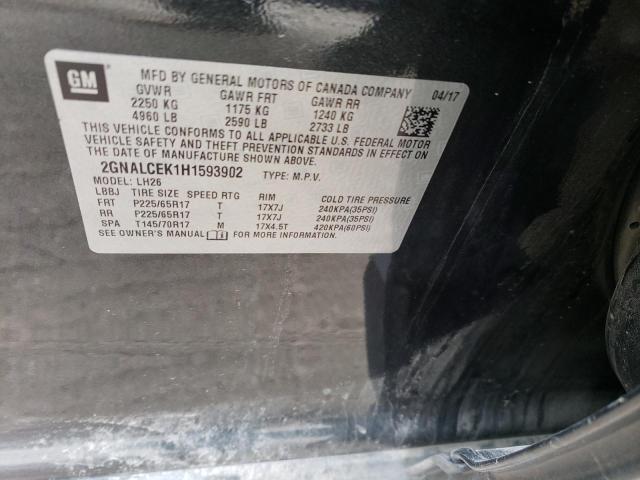 GM
MFD BY GENERAL MOTORS OF CANADA COMPANY 04/17
GVWR GAWR FRT GAWR RR
2250 KG 1175 KG 1240 KG
4960 LB 2590 LB 2733 LB
THIS VEHICLE CONFORMS TO ALL APPLICABLE U.S. FEDERAL MOTOR
VEHICLE SAFETY AND THEFT PREVENTION STANDARDS IN EFFECT ON
THE DATE OF MANUFACTURE SHOWN ABOVE.
2GNALCEK1H1593902 TYPE: M.P.V.
MODEL: LH26
LBBJ TIRE SIZE SPEED RTG RIM COLD TIRE PRESSURE
FRT P225/65R17 T 17X7J 240KPA(35PSI)
RR P225/65R17 T 17X7J 240KPA(35PSI)
SPA T145/70R17 M 17X4.5T 420KPA(60PSI)
SEE OWNER'S MANUAL FOR MORE INFORMATION.